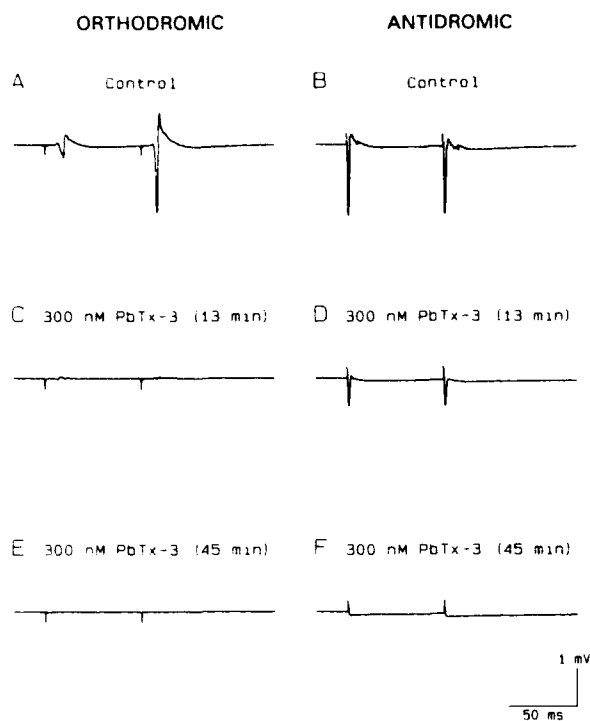 ORTHODROMIC
ANTIDROMIC
A Control
B Control
C 300 nM PbTx-3 (13 min)
D 300 nM PbTx-3 (13 min)
E 300 nM PbTx-3 (45 min)
F 300 nM PbTx-3 (45 min)
1 mV
50 ms